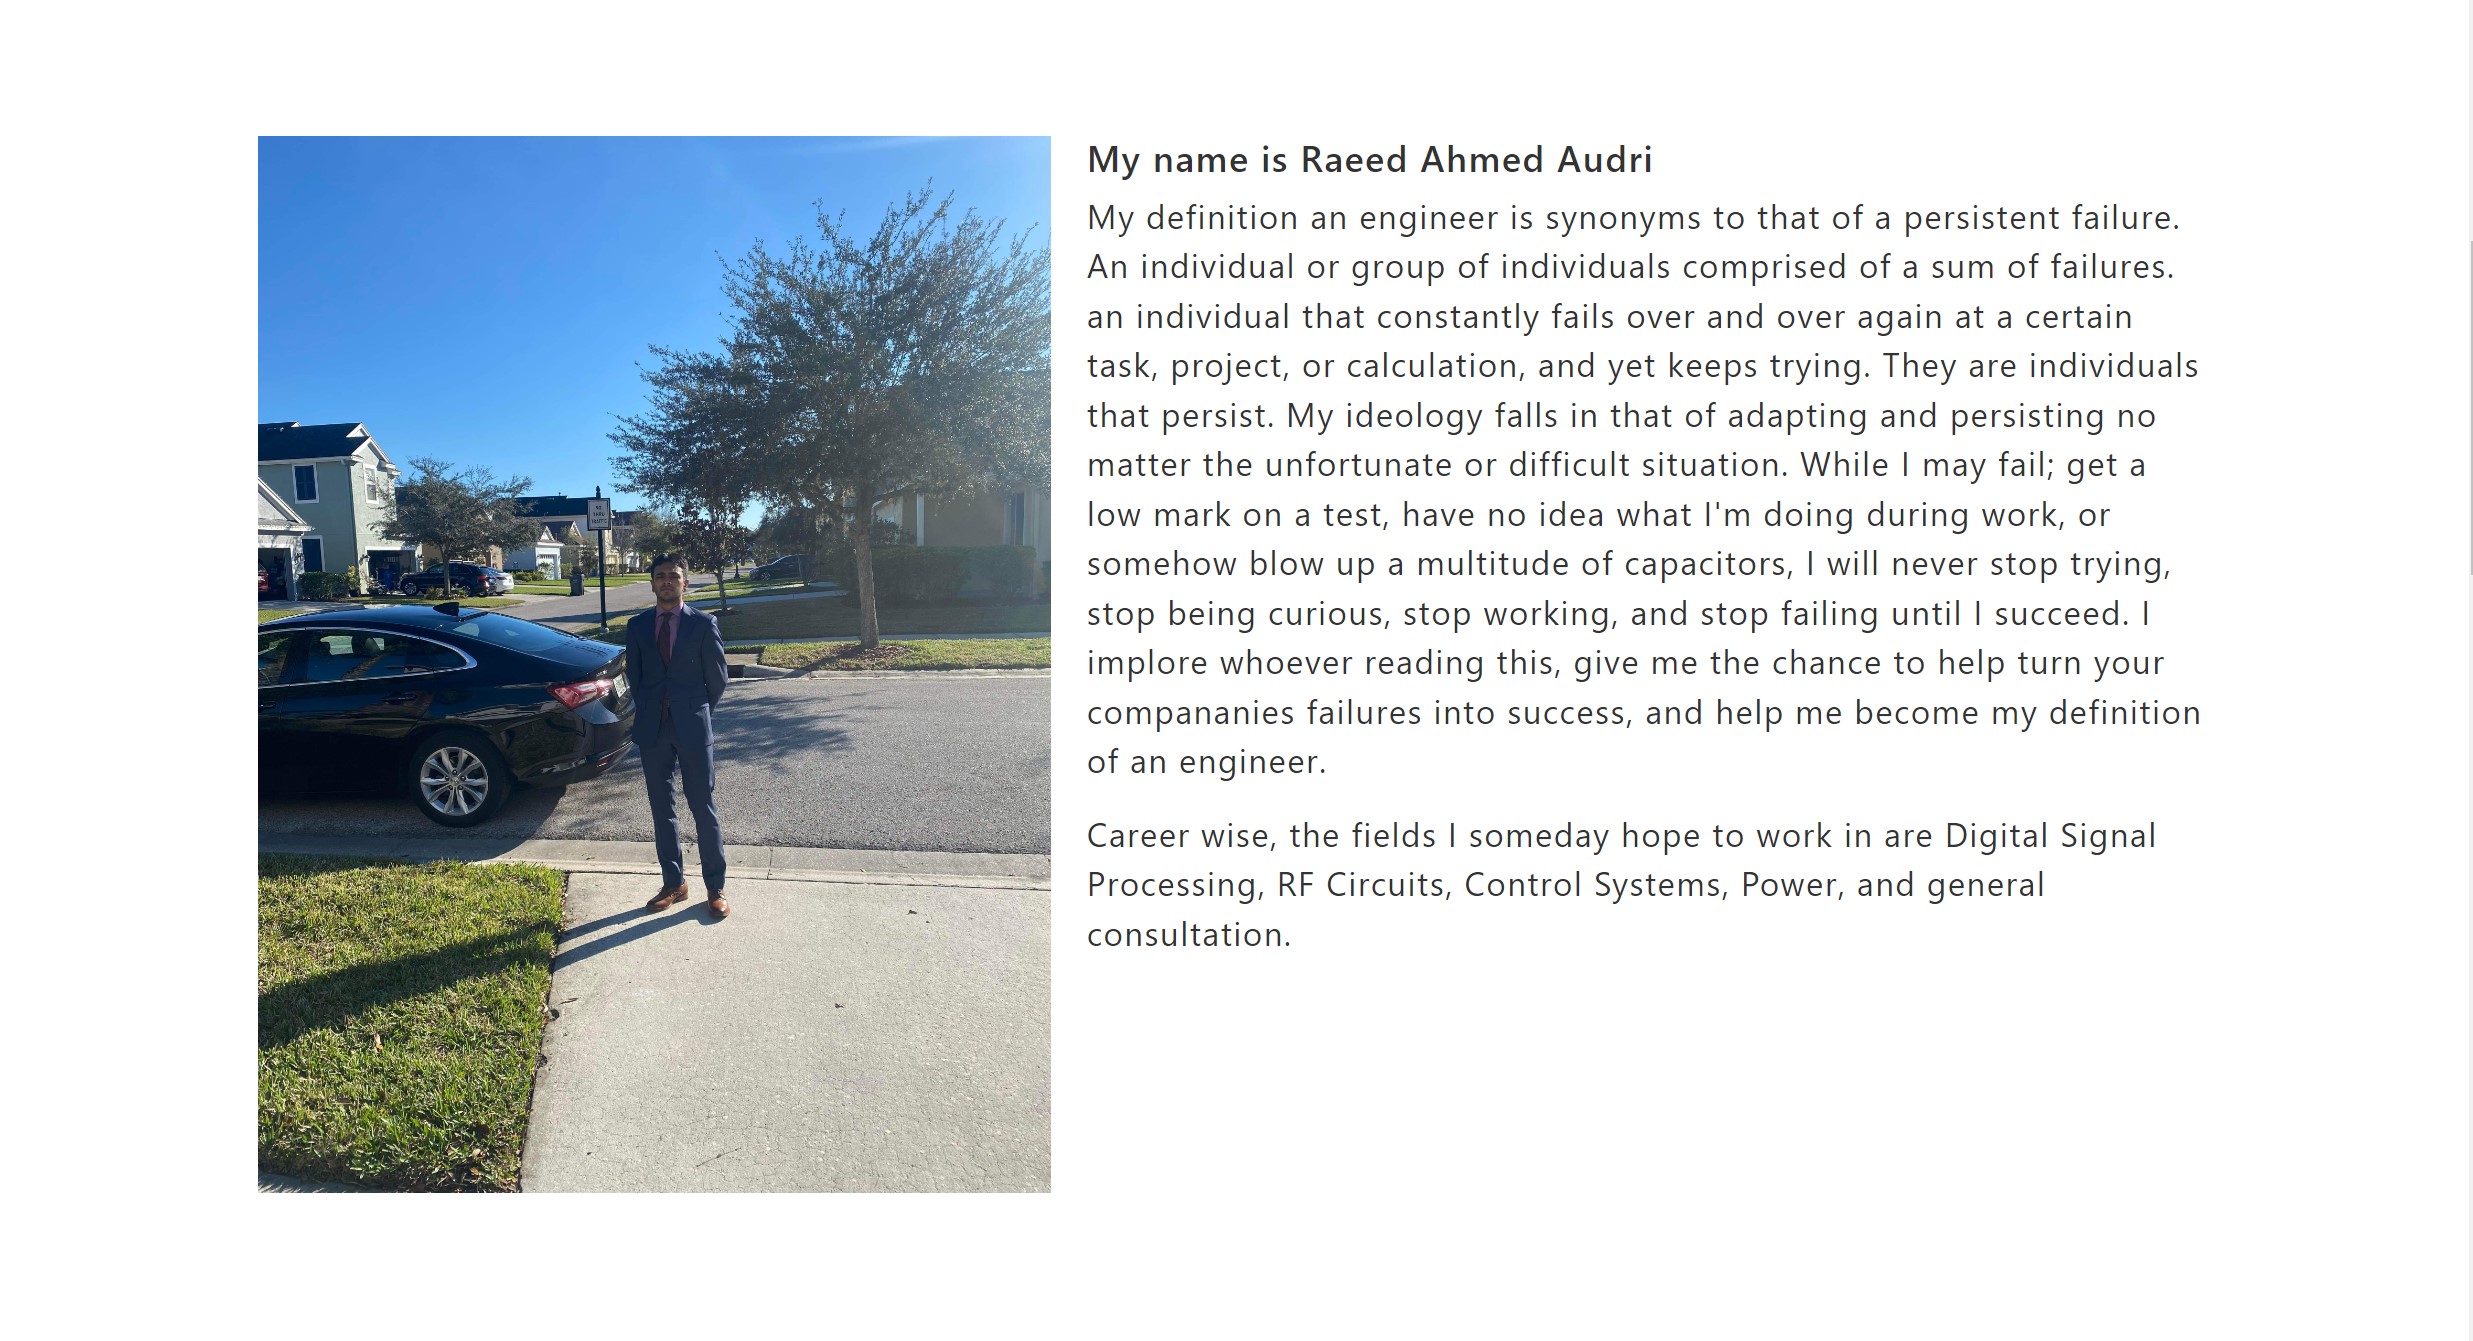 My name is Raeed Ahmed Audri
My definition an engineer is synonyms to that of a persistent failure.
An individual or group of individuals comprised of a sum of failures.
an individual that constantly fails over and over again at a certain
task, project, or calculation, and yet keeps trying. They are individuals
that persist. My ideology falls in that of adapting and persisting no
matter the unfortunate or difficult situation. While I may fail; get a
low mark on a test, have no idea what I'm doing during work, or
somehow blow up a multitude of capacitors, I will never stop trying,
stop being curious, stop working, and stop failing until I succeed. I
implore whoever reading this, give me the chance to help turn your
compananies failures into success, and help me become my definition
of an engineer.
Career wise, the fields I someday hope to work in are Digital Signal
Processing, RF Circuits, Control Systems, Power, and general
consultation.
NO
THRU
TRAFFIC